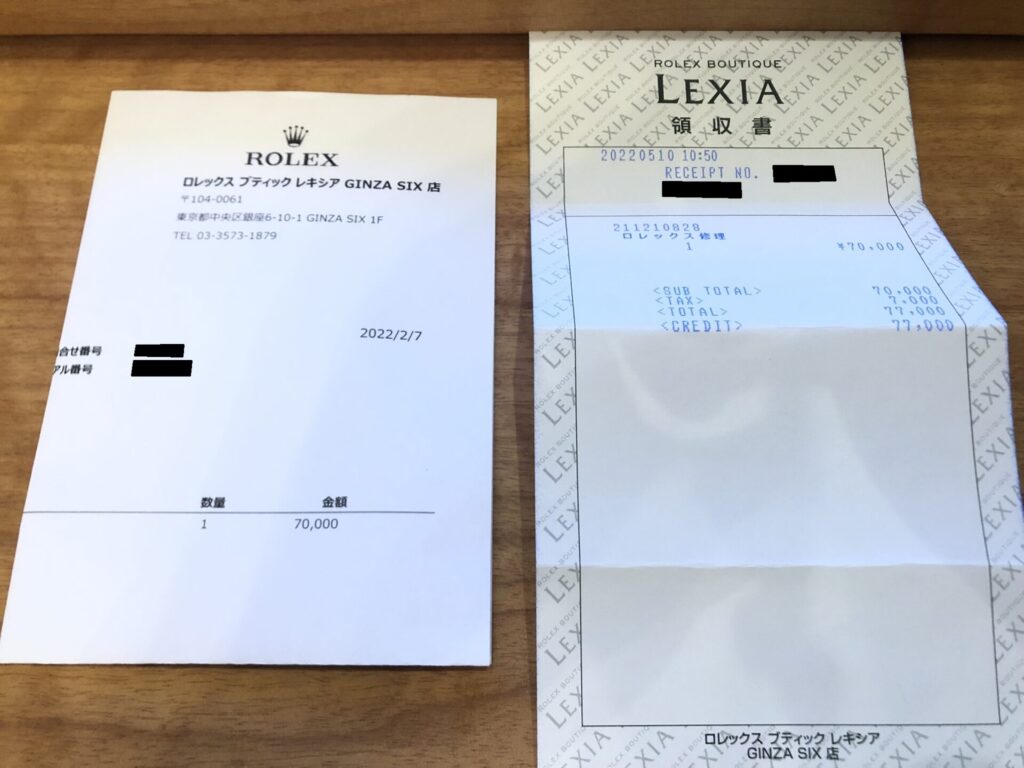 ROLEX
ロレックス ブティック レキシア GINZA SIX 店
〒104-0061
東京都中央区銀座6-10-1 GINZA SIX 1F
TEL 03-3573-1879
2022/2/7
合せ番号
アル番号
数量 金額
1 70,000
ROLEX BOUTIQUE
LEXIA
領収書
20220510 10:50
RECEIPT NO.
211210828
ロレックス修理
1 ¥70,000
<SUB TOTAL> 70,000
<TAX> 7,000
<TOTAL> 77,000
<CREDIT> 77,000
ロレックス ブティック レキシア
GINZA SIX 店